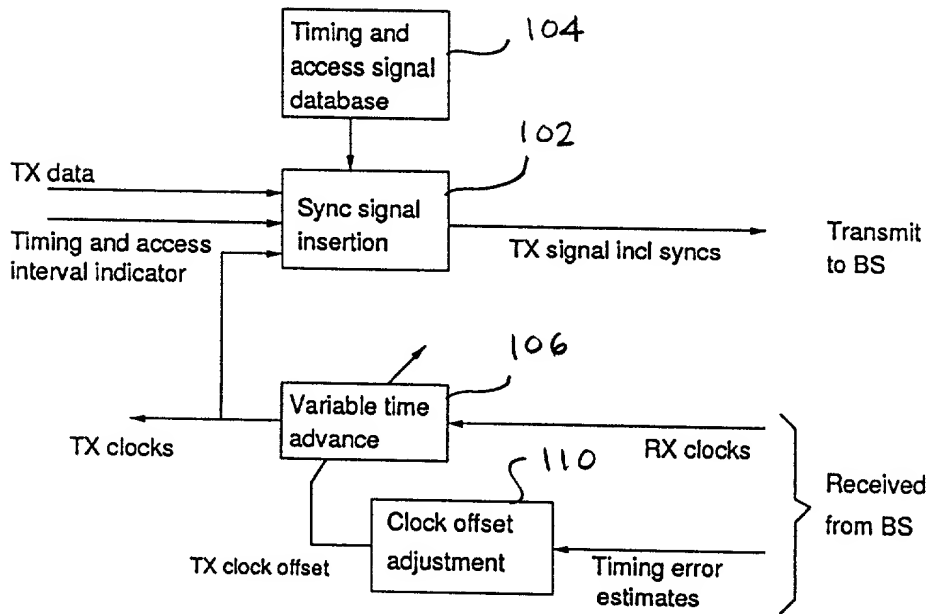 Timing and
access signal
database
104
102
TX data
Sync signal
insertion
Timing and access
interval indicator
TX signal incl syncs
Transmit
to BS
106
Variable time
advance
TX clocks
RX clocks
110
Received
from BS
Clock offset
adjustment
TX clock offset
Timing error
estimates